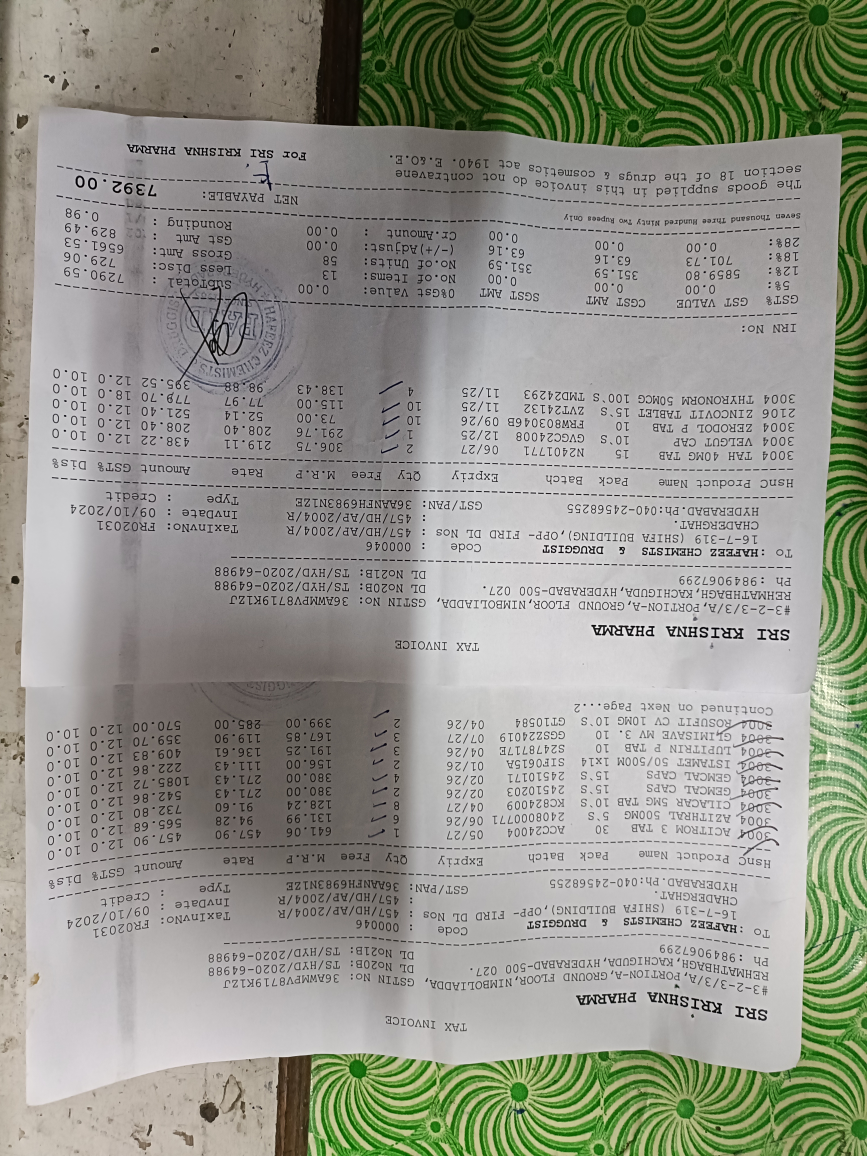 TAX INVOICE
SRI KRISHNA PHARMA
#3-2-3/3/A, PORTION-A, GROUND FLOOR, NIMBOLIADDA, GSTIN No: 36AWMPV8719K1ZJ
REHMATHBAGH, KACHIGUDA, HYDERABAD-500 027. DL No20B: TS/HYD/2020-64988
Ph :9849067299 DL No21B: TS/HYD/2020-64988
To :HAFEEZ CHEMISTS & DRUGGIST Code : 000046 TaxInvNo: FR02031
16-7-319 (SHIFA BUILDING), OPP- FIRD DL Nos : 457/HD/AP/2004/R InvDate : 09/10/2024
CHADERGHAT. : 457/HD/AP/2004/R Type : Credit
HYDERABAD.Ph:040-24568255 GST/PAN: 36AANFH6983N1ZE
HsnC Product Name Pack Batch Expriy Qty Free M.R.P Rate Amount GST% Dis%
3004 ACITROM 3 TAB 30 ACC24004 05/27 1 641.06 457.90 457.90 12.0 10.0
3004 AZITHRAL 500MG 5`S 2408000771 06/26 6 131.99 94.28 565.68 12.0 10.0
3004 CILACAR 5MG TAB 10`S KCB24009 04/27 8 128.24 91.60 732.80 12.0 10.0
3004 GEMCAL CAPS 15`S 24510203 02/26 2 380.00 271.43 542.86 12.0 10.0
3004 GEMCAL CAPS 15`S 24510171 02/26 4 380.00 271.43 1085.72 12.0 10.0
3004 ISTAMET 50/500M 1x14 SIF0615A 01/26 2 156.00 111.43 222.86 12.0 10.0
3004 LUPITRIN P TAB 10 S478217E 04/26 3 191.25 136.61 409.83 12.0 10.0
3004 GLIMISAVE MV 3. 10 GGSZ24019 07/27 3 167.85 119.90 359.70 12.0 10.0
3004 ROSUFIT CV 10MG 10`S GT10584 04/26 2 399.00 285.00 570.00 12.0 10.0
Continued on Next Page...2
TAX INVOICE
SRI KRISHNA PHARMA
#3-2-3/3/A, PORTION-A, GROUND FLOOR, NIMBOLIADDA, GSTIN No: 36AWMPV8719K1ZJ
REHMATHBAGH, KACHIGUDA, HYDERABAD-500 027. DL No20B: TS/HYD/2020-64988
Ph :9849067299 DL No21B: TS/HYD/2020-64988
To :HAFEEZ CHEMISTS & DRUGGIST Code : 000046 TaxInvNo: FR02031
16-7-319 (SHIFA BUILDING), OPP- FIRD DL Nos : 457/HD/AP/2004/R InvDate : 09/10/2024
CHADERGHAT. : 457/HD/AP/2004/R Type : Credit
HYDERABAD.Ph:040-24568255 GST/PAN: 36AANFH6983N1ZE
HsnC Product Name Pack Batch Expriy Qty Free M.R.P Rate Amount GST% Dis%
3004 TAH 40MG TAB 15 N2401771 06/27 2 306.75 219.11 438.22 12.0 10.0
3004 VELGUT CAP 10`S GVGC24008 12/25 1 291.76 208.40 208.40 12.0 10.0
3004 ZERODOL P TAB 10 FRW80304GB 09/26 10 73.00 52.14 521.40 12.0 10.0
2106 ZINCOVIT TABLET 15`S ZVT24132 11/25 10 115.00 77.97 779.70 18.0 10.0
3004 THYRONORM 50MCG 100`S TMD24293 11/25 4 138.43 98.88 395.52 12.0 10.0
IRN No:
GST% GST VALUE CGST AMT SGST AMT 0%Gst Value: 0.00 SubTotal : 7290.59
5%: 0.00 0.00 0.00 No.of Items: 13 Less Disc: 729.06
12%: 5859.80 351.59 351.59 No.of Units: 58 Gross Amt: 6561.53
18%: 701.73 63.16 63.16 (-/+)Adjust: 0.00 Gst Amt : 829.49
28%: 0.00 0.00 0.00 Cr.Amount : 0.00 Rounding : 0.98
Seven Thousand Three Hundred Ninty Two Rupees Only
NET PAYABLE: 7392.00
The goods supplied in this invoice do not contravene
section 18 of the drugs & cosmetics act 1940. E.&O.E. For SRI KRISHNA PHARMA